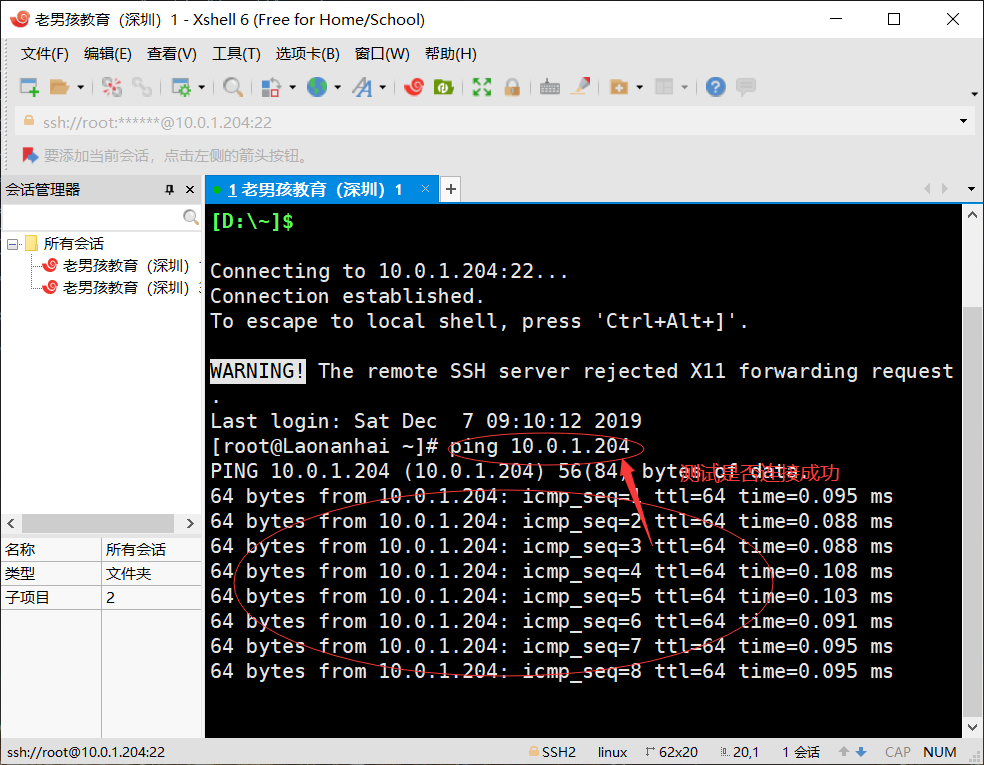 老男孩教育（深圳）1 - Xshell 6 (Free for Home/School)
文件(F) 编辑(E) 查看(V) 工具(T) 选项卡(B) 窗口(W) 帮助(H)
ssh://root:******@10.0.1.204:22
要添加当前会话，点击左侧的箭头按钮。
会话管理器
1 老男孩教育（深圳）1
所有会话
老男孩教育（深圳）
老男孩教育（深圳）
名称 所有会话
类型 文件夹
子项目 2
[D:\~]$
Connecting to 10.0.1.204:22...
Connection established.
To escape to local shell, press 'Ctrl+Alt+]'.
WARNING! The remote SSH server rejected X11 forwarding request
.
Last login: Sat Dec  7 09:10:12 2019
[root@Laonanhai ~]# ping 10.0.1.204
PING 10.0.1.204 (10.0.1.204) 56(84) bytes of data.
测试是否连接成功
64 bytes from 10.0.1.204: icmp_seq=1 ttl=64 time=0.095 ms
64 bytes from 10.0.1.204: icmp_seq=2 ttl=64 time=0.088 ms
64 bytes from 10.0.1.204: icmp_seq=3 ttl=64 time=0.088 ms
64 bytes from 10.0.1.204: icmp_seq=4 ttl=64 time=0.108 ms
64 bytes from 10.0.1.204: icmp_seq=5 ttl=64 time=0.103 ms
64 bytes from 10.0.1.204: icmp_seq=6 ttl=64 time=0.091 ms
64 bytes from 10.0.1.204: icmp_seq=7 ttl=64 time=0.095 ms
64 bytes from 10.0.1.204: icmp_seq=8 ttl=64 time=0.095 ms
ssh://root@10.0.1.204:22 SSH2 linux 62x20 20,1 1 会话 CAP NUM